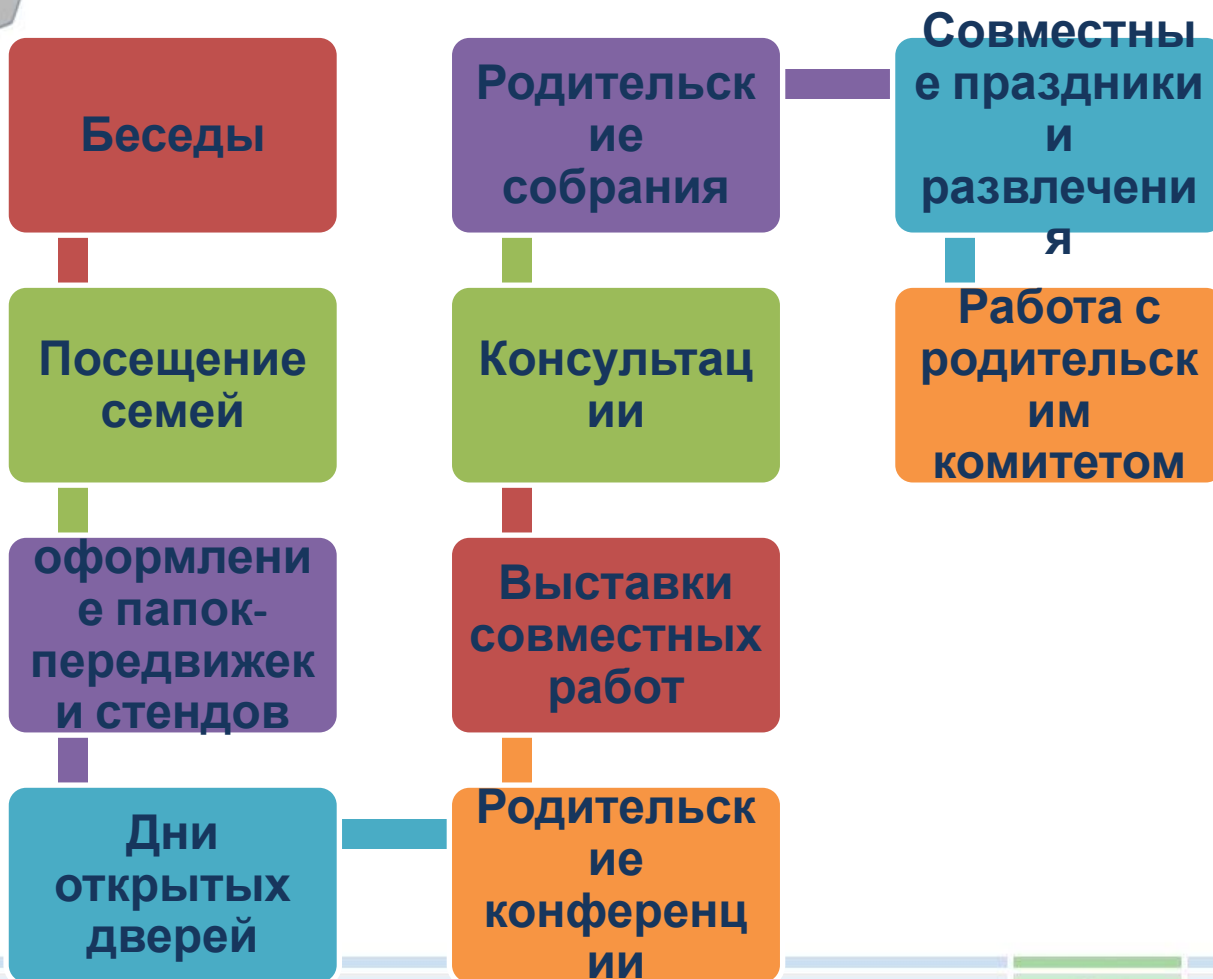 Беседы
Посещение
семей
оформлени
е папок-
передвижек
и стендов
Дни
открытых
дверей
Родительск
ие
конференц
ии
Выставки
совместных
работ
Консультац
ии
Родительск
ие
собрания
Совместны
е праздники
и
развлечени
я
Работа с
родительск
им
комитетом